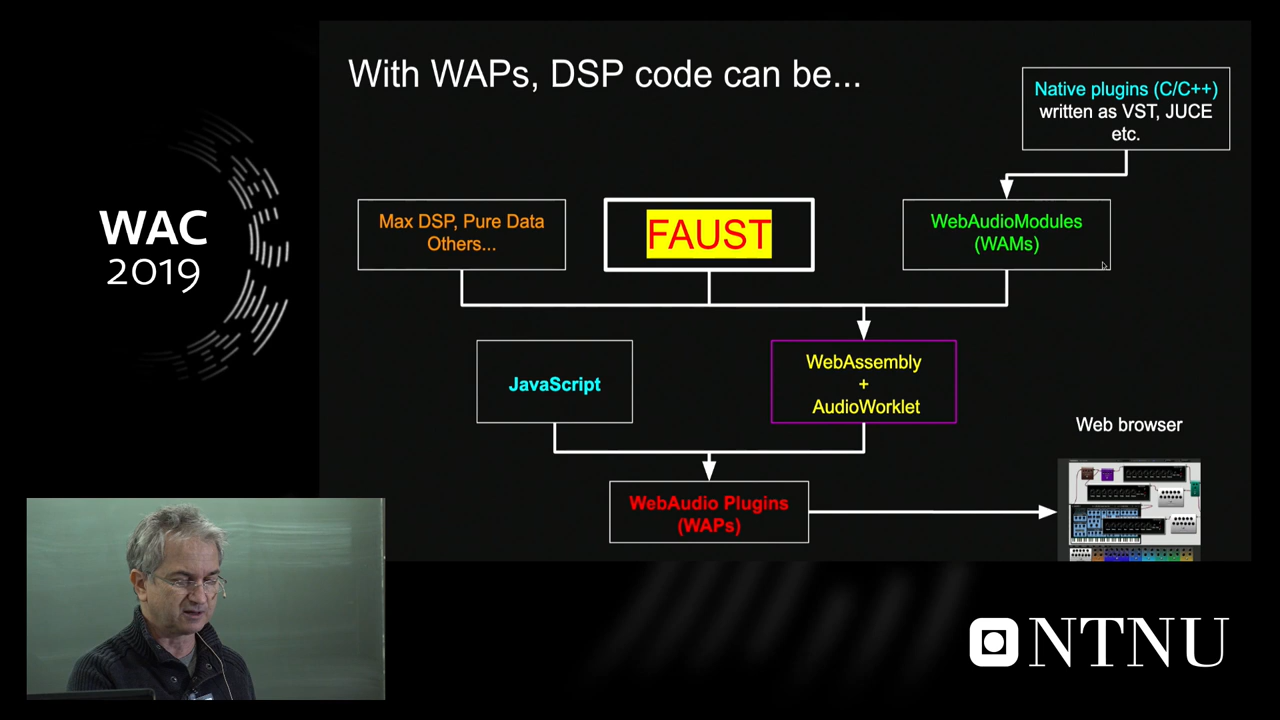 With WAPs, DSP code can be...
Native plugins (C/C++)
written as VST, JUCE
etc.
WAC
2019
Max DSP, Pure Data
Others...
FAUST
WebAudioModules
(WAMs)
JavaScript
WebAssembly
+
AudioWorklet
Web browser
WebAudio Plugins
(WAPs)
NTNU